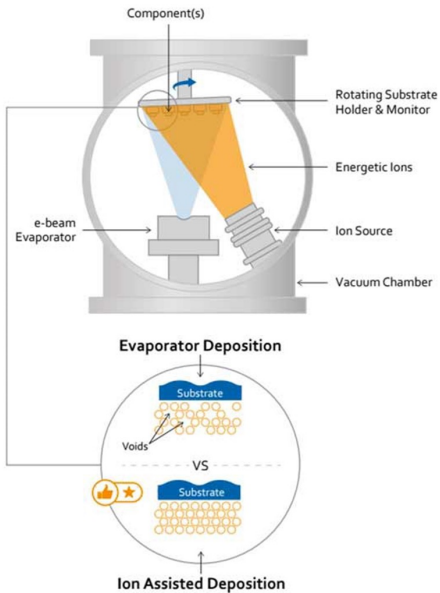 Component(s)
Rotating Substrate
Holder & Monitor
Energetic Ions
e-beam
Evaporator
Ion Source
Vacuum Chamber
Evaporator Deposition
Substrate
Voids
VS
Substrate
Ion Assisted Deposition